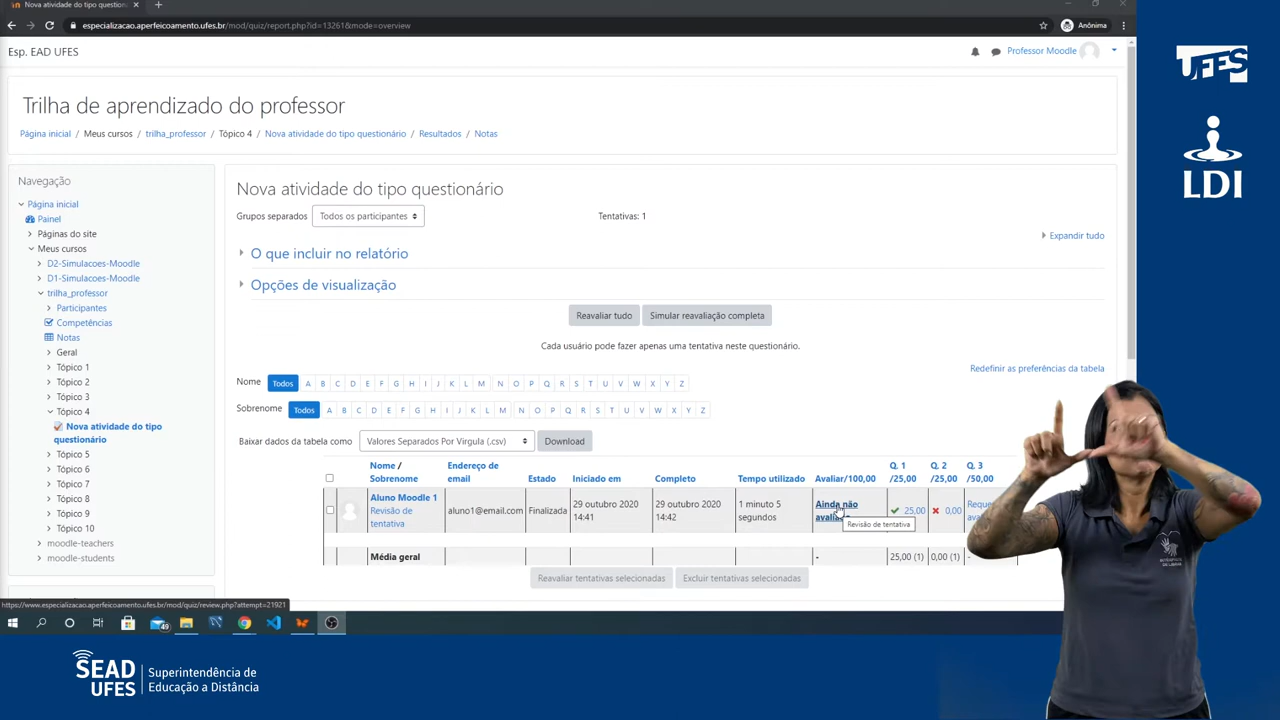 Nova atividade do tipo question
especializacao.aperfeicoamento.ufes.br/mod/quiz/report.php?id=13261&mode=overview
Anônima
Esp. EAD UFES
Professor Moodle
UFES
Trilha de aprendizado do professor
Página inicial / Meus cursos / trilha_professor / Tópico 4 / Nova atividade do tipo questionário / Resultados / Notas
LDI
Navegação
Página inicial
Painel
Páginas do site
Meus cursos
D2-Simulacoes-Moodle
D1-Simulacoes-Moodle
trilha_professor
Participantes
Competências
Notas
Geral
Tópico 1
Tópico 2
Tópico 3
Tópico 4
Nova atividade do tipo
questionário
Tópico 5
Tópico 6
Tópico 7
Tópico 8
Tópico 9
Tópico 10
moodle-teachers
moodle-students
Nova atividade do tipo questionário
Grupos separados Todos os participantes Tentativas: 1
Expandir tudo
O que incluir no relatório
Opções de visualização
Reavaliar tudo Simular reavaliação completa
Cada usuário pode fazer apenas uma tentativa neste questionário.
Redefinir as preferências da tabela
Nome Todos A B C D E F G H I J K L M N O P Q R S T U V W X Y Z
Sobrenome Todos A B C D E F G H I J K L M N O P Q R S T U V W X Y Z
Baixar dados da tabela como Valores Separados Por Virgula (.csv) Download
Nome / Endereço de Estado Iniciado em Completo Tempo utilizado Avaliar/100,00 Q. 1 Q. 2 Q. 3
Sobrenome email /25,00 /25,00 /50,00
Aluno Moodle 1 aluno1@email.com Finalizada 29 outubro 2020 29 outubro 2020 1 minuto 5 Ainda não 25,00 0,00
Revisão de 14:41 14:42 segundos
tentativa
Revisão de tentativa
Média geral - 25,00 (1) 0,00 (1) -
Reavaliar tentativas selecionadas Excluir tentativas selecionadas
https://www.especializacao.aperfeicoamento.ufes.br/mod/quiz/review.php?attempt=21921
49
SEAD
UFES
Superintendência de
Educação a Distância